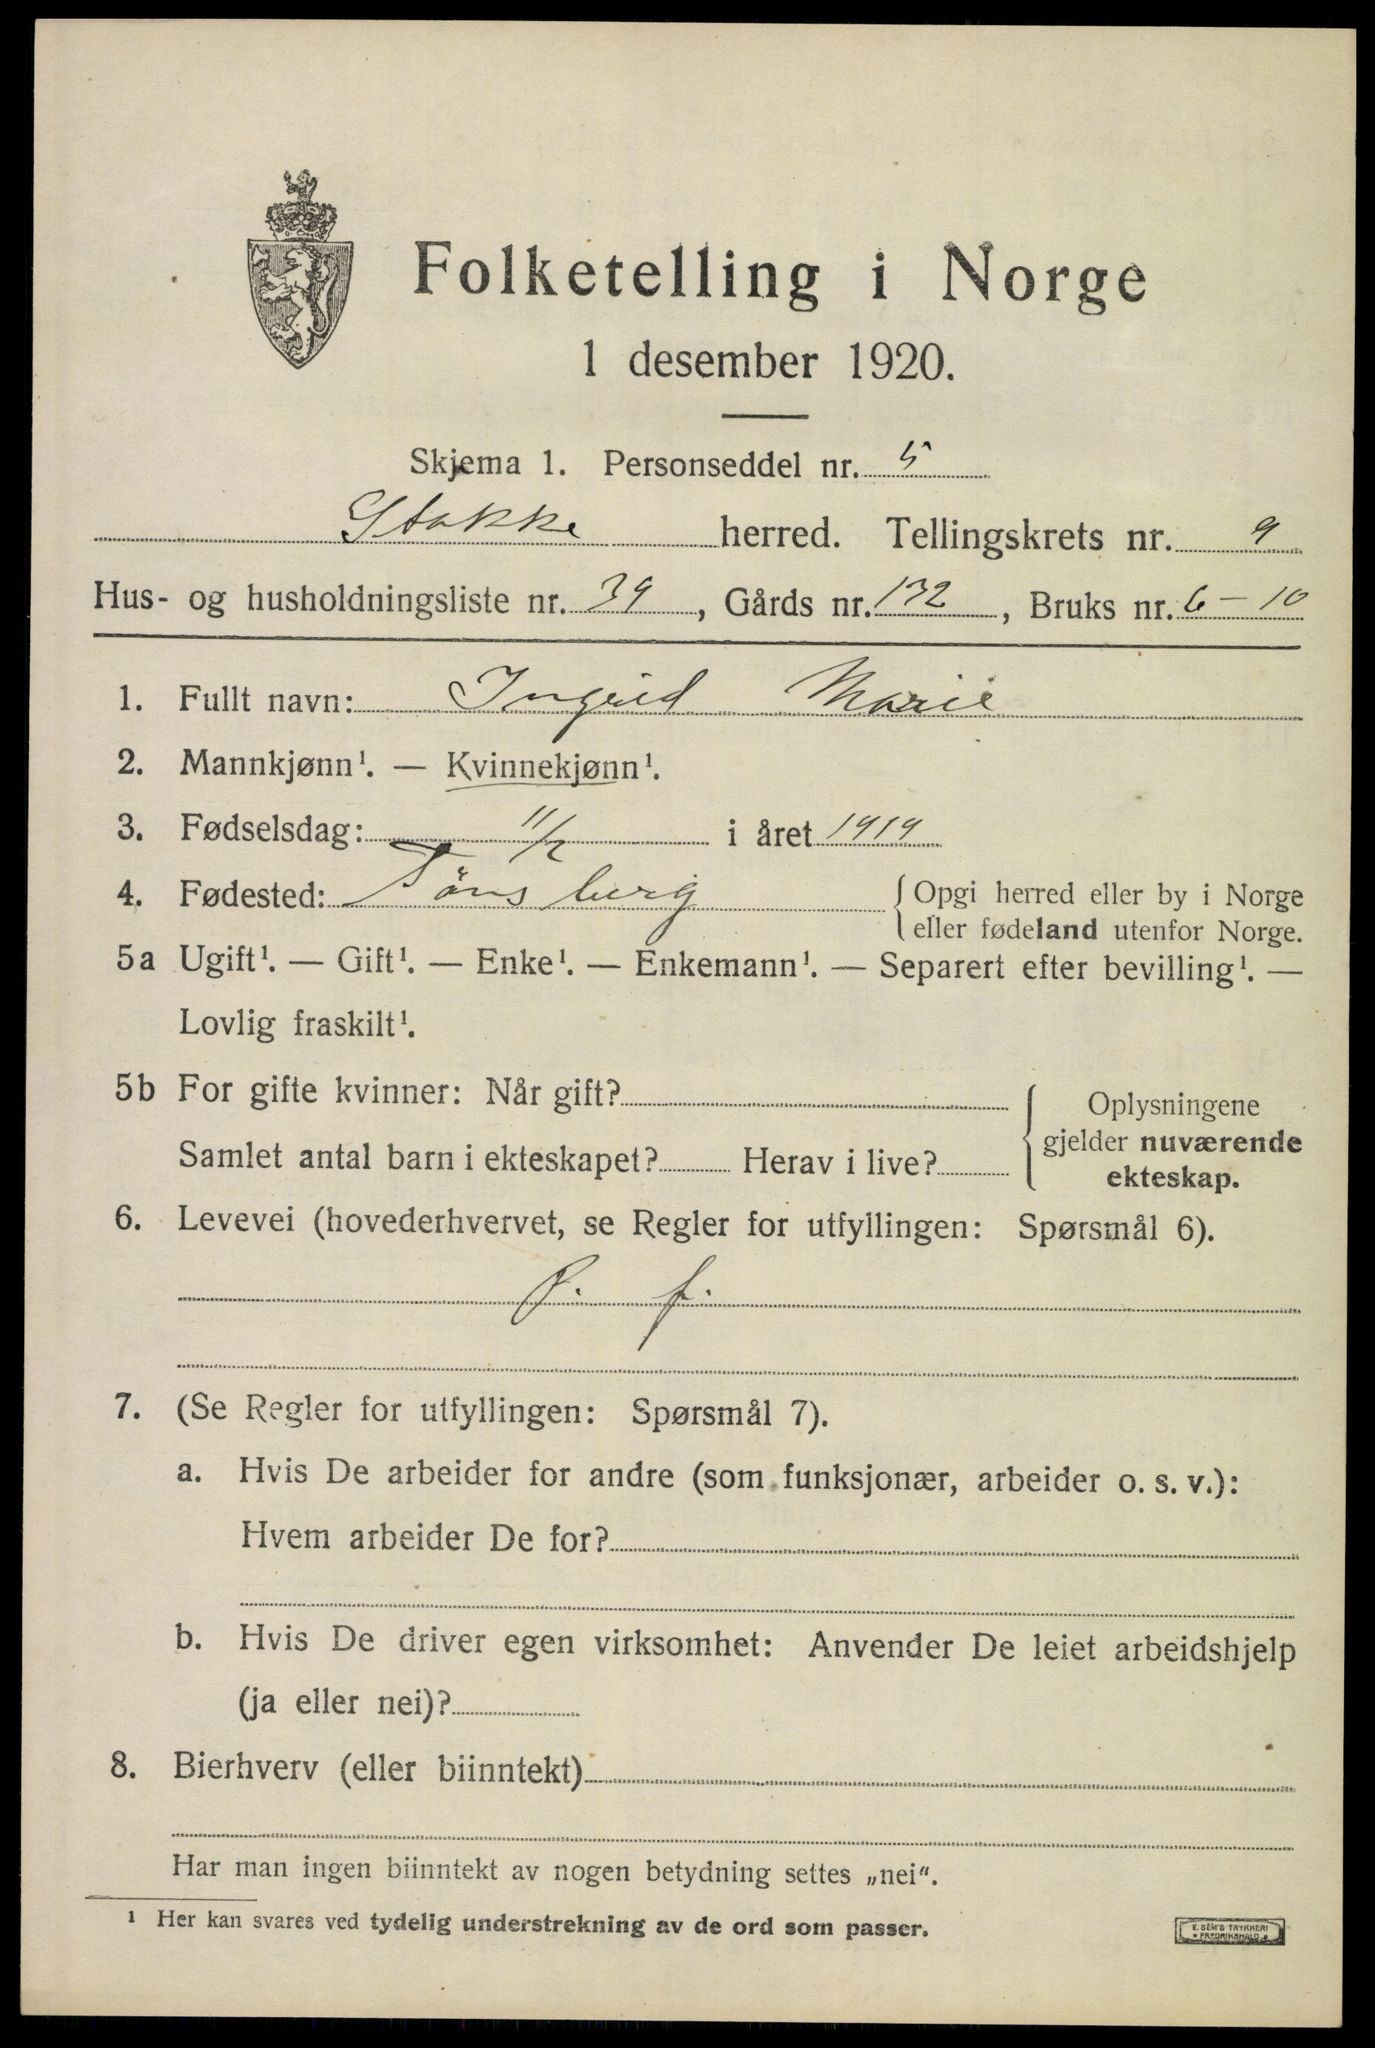 Folketelling i Norge
1 desember 1920.
Skjema 1. Personseddel nr. 5
Stokke herred. Tellingskrets nr. 9
Hus- og husholdningsliste nr. 39, Gårds nr. 132, Bruks nr. 6 - 10
1. Fullt navn: Ingrid Marie
2. Mannkjønn¹. — Kvinnekjønn¹.
3. Fødselsdag: 11/2 i året 1919
4. Fødested: Tönsberg { Opgi herred eller by i Norge
eller fødeland utenfor Norge.
5a Ugift¹. — Gift¹. — Enke¹. — Enkemann¹. — Separert efter bevilling¹. —
Lovlig fraskilt¹.
5b For gifte kvinner: Når gift?
Samlet antal barn i ekteskapet? Herav i live?
Oplysningene
gjelder nuværende
ekteskap.
6. Levevei (hovederhvervet, se Regler for utfyllingen: Spørsmål 6).
f.
7. (Se Regler for utfyllingen: Spørsmål 7).
a. Hvis De arbeider for andre (som funksjonær, arbeider o. s. v.):
Hvem arbeider De for?
b. Hvis De driver egen virksomhet: Anvender De leiet arbeidshjelp
(ja eller nei)?
8. Bierhverv (eller biinntekt)
Har man ingen biinntekt av nogen betydning settes „nei“.
¹ Her kan svares ved tydelig understrekning av de ord som passer.
E. SEM'S TRYKKERI
FREDRIKSHALD